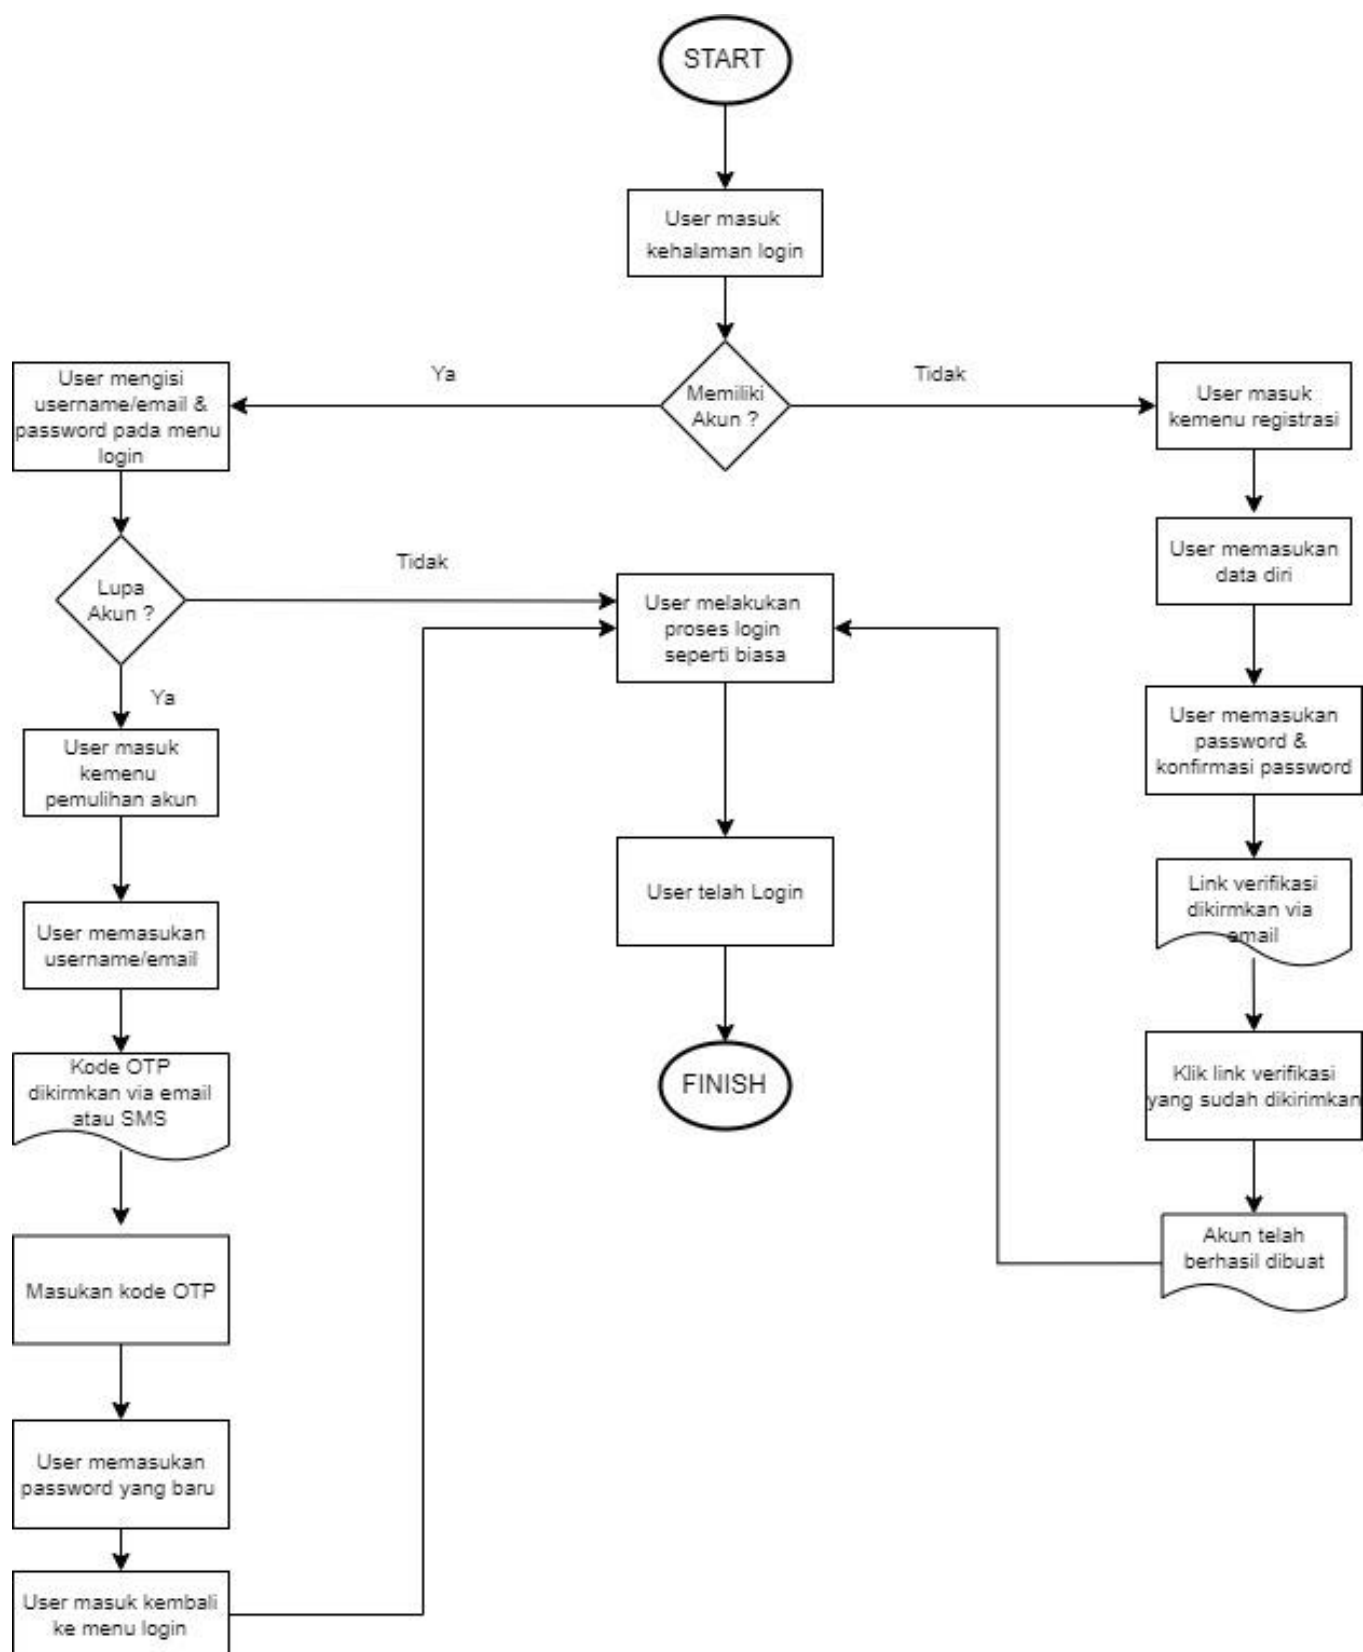 START
User masuk
kehalaman login
Memiliki
Akun ?
Ya
Tidak
User mengisi
username/email &
password pada menu
login
Lupa
Akun ?
Tidak
Ya
User masuk
kemenu
pemulihan akun
User memasukan
username/email
Kode OTP
dikirmkan via email
atau SMS
Masukan kode OTP
User memasukan
password yang baru
User masuk kembali
ke menu login
User melakukan
proses login
seperti biasa
User telah Login
FINISH
User masuk
kemenu registrasi
User memasukan
data diri
User memasukan
password &
konfirmasi password
Link verifikasi
dikirmkan via
email
Klik link verifikasi
yang sudah dikirimkan
Akun telah
berhasil dibuat